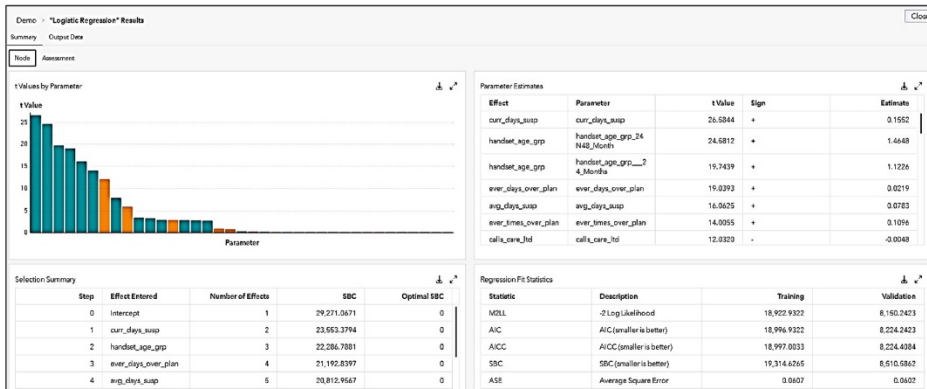 Demo > "Logistic Regression" Results
Close
Summary Output Data
Node Assessment
t Values by Parameter
t Value
25
20
15
10
5
0
Parameter
Parameter Estimates
Effect Parameter t Value Sign Estimate
curr_days_susp curr_days_susp 26.5844 + 0.1552
handset_age_grp handset_age_grp_24
N48_Month 24.5812 + 1.4648
handset_age_grp handset_age_grp___2
4_Months 19.7439 + 1.1226
ever_days_over_plan ever_days_over_plan 19.0393 + 0.0219
avg_days_susp avg_days_susp 16.0625 + 0.0783
ever_times_over_plan ever_times_over_plan 14.0055 + 0.1096
calls_care_ltd calls_care_ltd 12.0320 - -0.0048
Selection Summary
Step Effect Entered Number of Effects SBC Optimal SBC
0 Intercept 1 29,271.0671 0
1 curr_days_susp 2 23,553.3794 0
2 handset_age_grp 3 22,286.7881 0
3 ever_days_over_plan 4 21,192.8397 0
4 avg_days_susp 5 20,812.9567 0
Regression Fit Statistics
Statistic Description Training Validation
M2LL -2 Log Likelihood 18,922.9322 8,150.2423
AIC AIC (smaller is better) 18,996.9322 8,224.2423
AICC AICC (smaller is better) 18,997.0033 8,224.4084
SBC SBC (smaller is better) 19,314.6265 8,510.5862
ASE Average Square Error 0.0607 0.0602